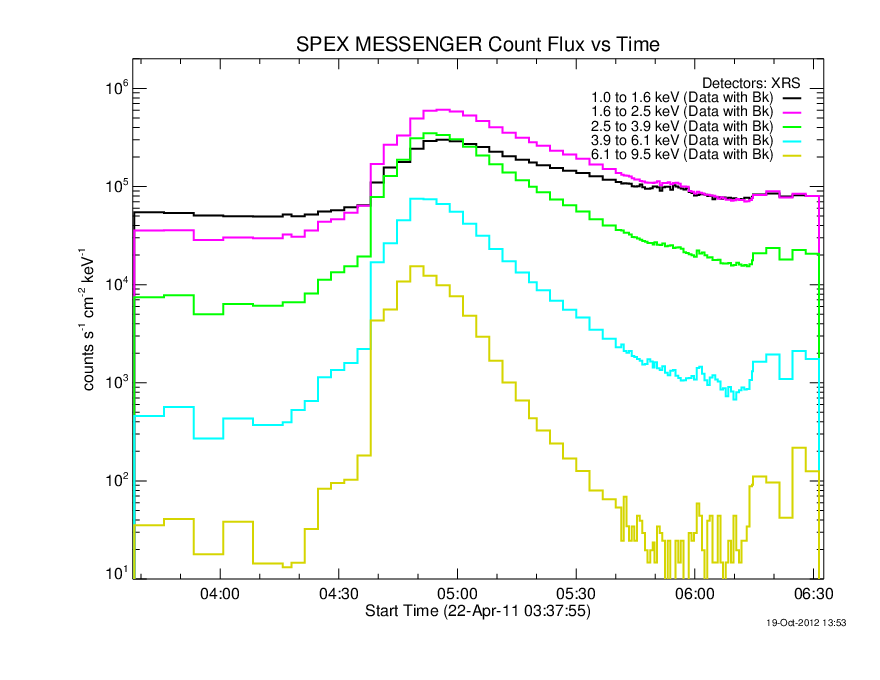 SPEX MESSENGER Count Flux vs Time
Detectors: XRS
1.0 to 1.6 keV (Data with Bk)
1.6 to 2.5 keV (Data with Bk)
2.5 to 3.9 keV (Data with Bk)
3.9 to 6.1 keV (Data with Bk)
6.1 to 9.5 keV (Data with Bk)
10^6
10^5
10^4
10^3
10^2
10^1
counts s^-1 cm^-2 keV^-1
04:00 04:30 05:00 05:30 06:00 06:30
Start Time (22-Apr-11 03:37:55)
19-Oct-2012 13:53